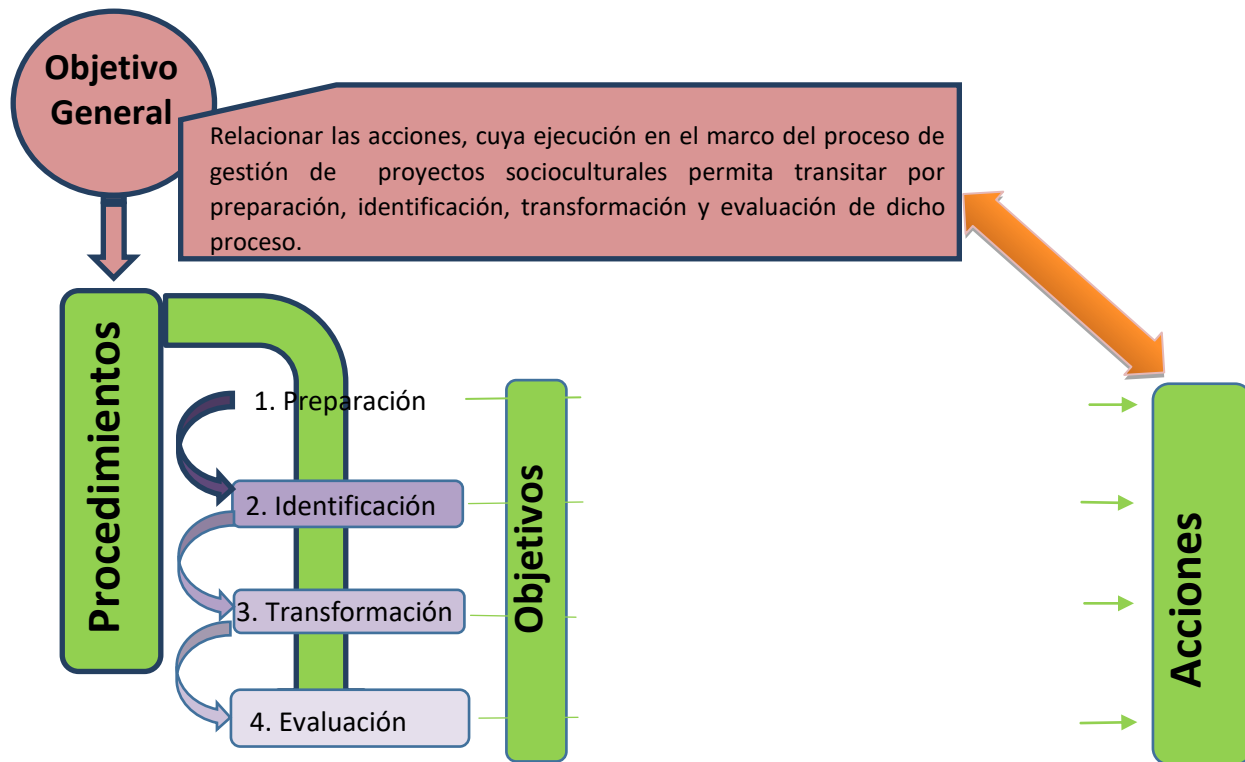 Objetivo
General
Relacionar las acciones, cuya ejecución en el marco del proceso de
gestión de proyectos socioculturales permita transitar por
preparación, identificación, transformación y evaluación de dicho
proceso.
Procedimientos
1. Preparación
2. Identificación
3. Transformación
4. Evaluación
Objetivos
Acciones